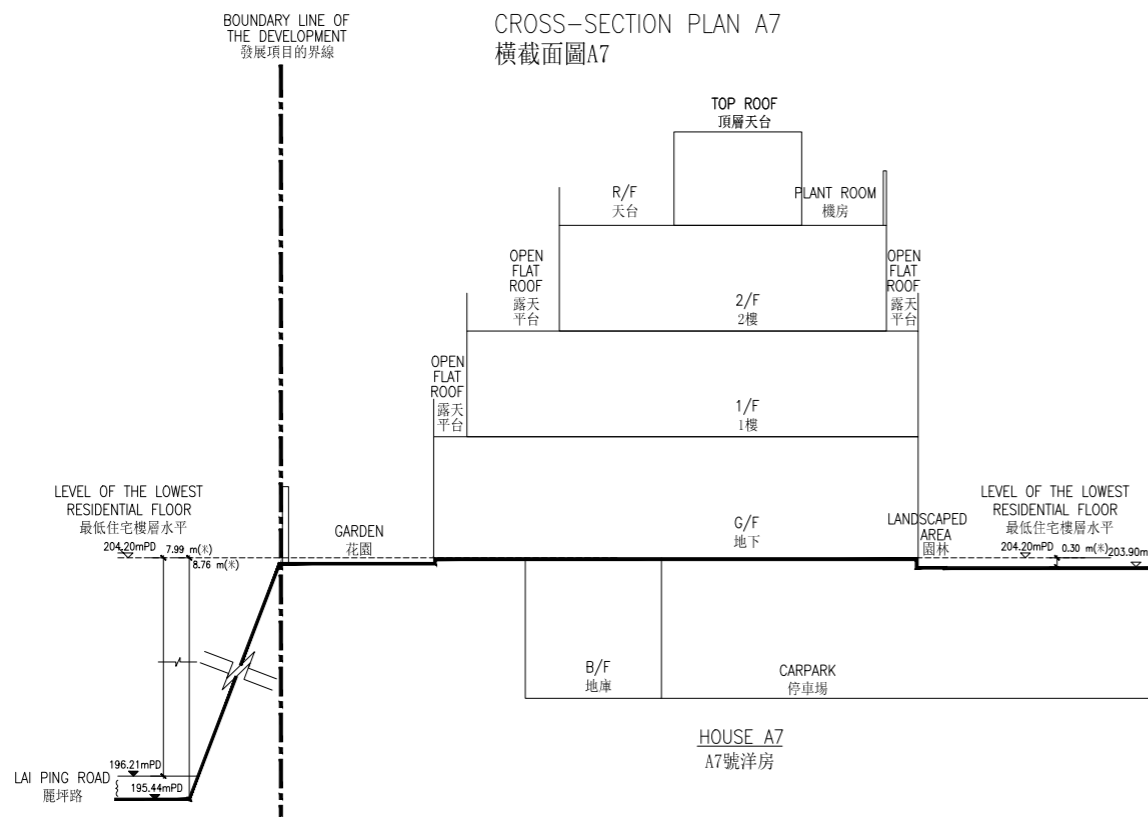 BOUNDARY LINE OF
THE DEVELOPMENT
發展項目的界線
CROSS-SECTION PLAN A7
橫截面圖A7
TOP ROOF
頂層天台
R/F
天台
PLANT ROOM
機房
OPEN
FLAT
ROOF
露天
平台
2/F
2樓
OPEN
FLAT
ROOF
露天
平台
OPEN
FLAT
ROOF
露天
平台
1/F
1樓
LEVEL OF THE LOWEST
RESIDENTIAL FLOOR
最低住宅樓層水平
204.20mPD
7.99 m(米)
8.76 m(米)
GARDEN
花園
G/F
地下
LANDSCAPED
AREA
園林
LEVEL OF THE LOWEST
RESIDENTIAL FLOOR
最低住宅樓層水平
204.20mPD
0.30 m(米)
203.90m
B/F
地庫
CARPARK
停車場
HOUSE A7
A7號洋房
196.21mPD
LAI PING ROAD
麗坪路
195.44mPD